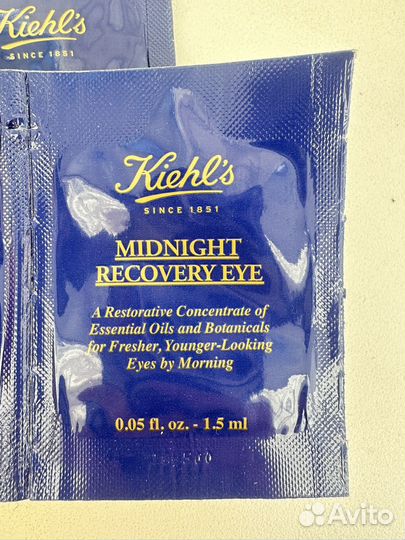 Kiehl's
SINCE 1851
Kiehl's
SINCE 1851
MIDNIGHT
RECOVERY EYE
A Restorative Concentrate of
Essential Oils and Botanicals
for Fresher, Younger-Looking
Eyes by Morning
0.05 fl. oz. - 1.5 ml
Avito